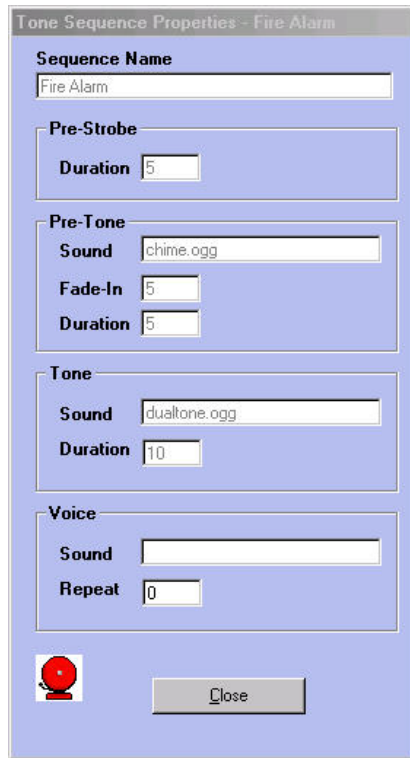 Tone Sequence Properties - Fire Alarm
Sequence Name
Fire Alarm
Pre-Strobe
Duration 5
Pre-Tone
Sound chime.ogg
Fade-In 5
Duration 5
Tone
Sound dualtone.ogg
Duration 10
Voice
Sound
Repeat 0
Close